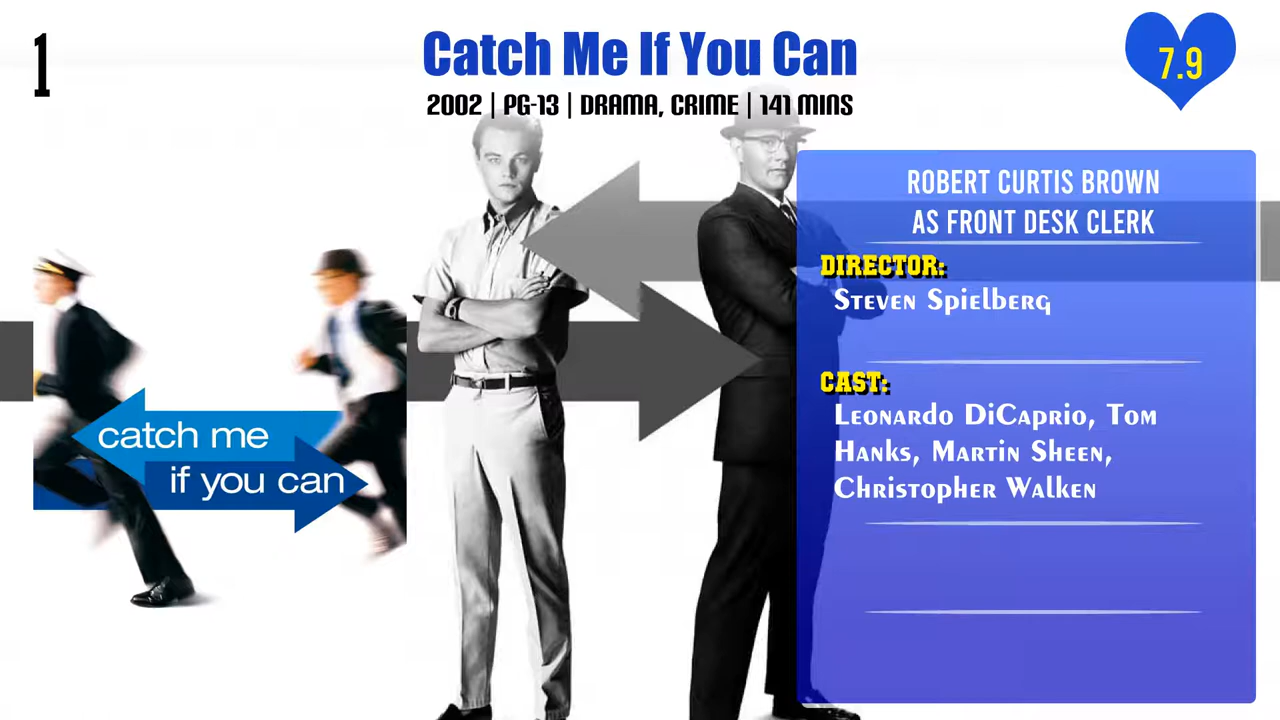 1
Catch Me If You Can
2002 | PG-13 | DRAMA, CRIME | 141 MINS
7.9
ROBERT CURTIS BROWN
AS FRONT DESK CLERK
DIRECTOR:
Steven Spielberg
CAST:
Leonardo DiCaprio, Tom
Hanks, Martin Sheen,
Christopher Walken
catch me
if you can